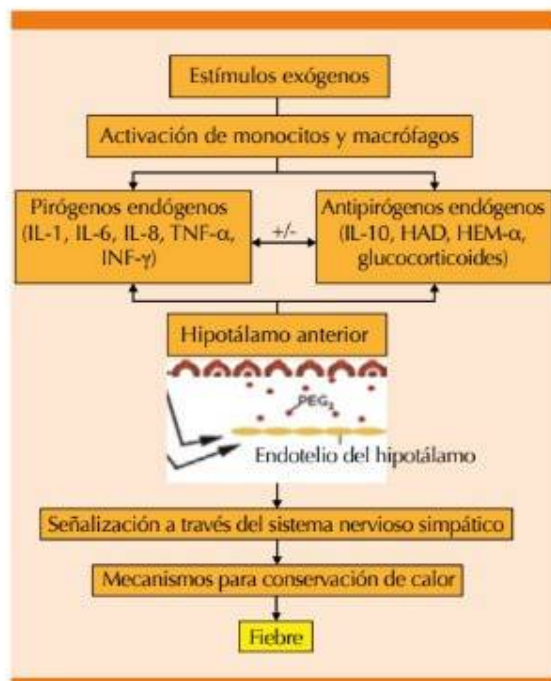 Estímulos exógenos
Activación de monocitos y macrófagos
Pirógenos endógenos
(IL-1, IL-6, IL-8, TNF-α,
INF-γ)
+/-
Antipirógenos endógenos
(IL-10, HAD, HEM-α,
glucocorticoides)
Hipotálamo anterior
PEG₂
Endotelio del hipotálamo
Señalización a través del sistema nervioso simpático
Mecanismos para conservación de calor
Fiebre